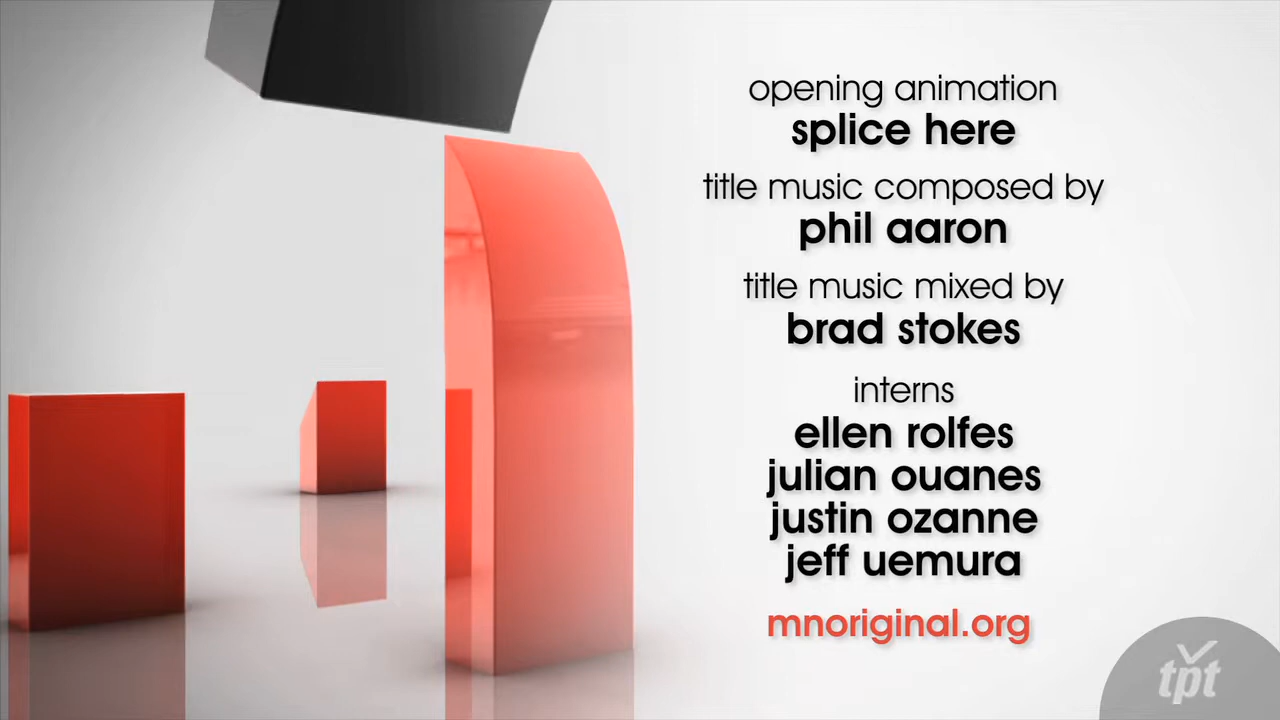 opening animation
splice here
title music composed by
phil aaron
title music mixed by
brad stokes
interns
ellen rolfes
julian ouanes
justin ozanne
jeff uemura
mnoriginal.org
tpt